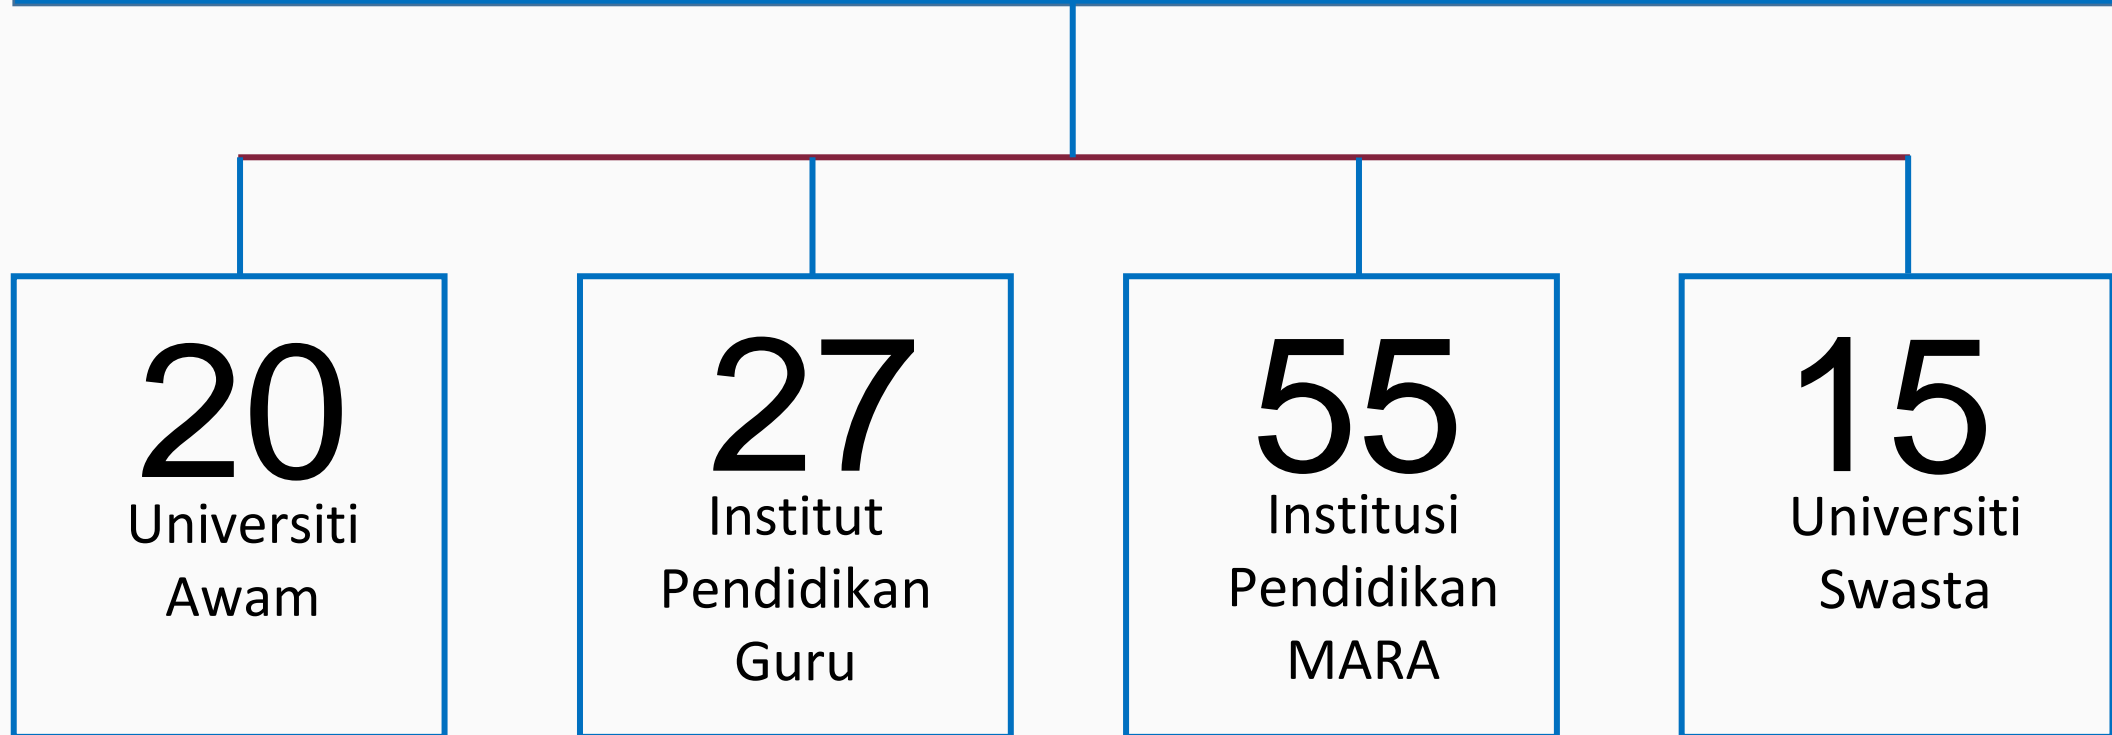 20
Universiti
Awam
27
Institut
Pendidikan
Guru
55
Institusi
Pendidikan
MARA
15
Universiti
Swasta